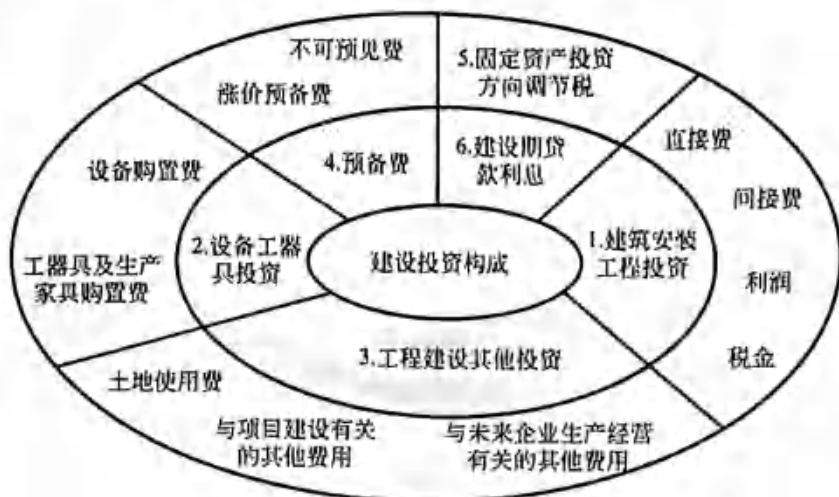 不可预见费
涨价预备费
5.固定资产投资
方向调节税
设备购置费
4.预备费
6.建设期贷
款利息
直接费
间接费
工器具及生产
家具购置费
2.设备工器
具投资
建设投资构成
1.建筑安装
工程投资
利润
税金
3.工程建设其他投资
土地使用费
与项目建设有关
的其他费用
与未来企业生产经营
有关的其他费用